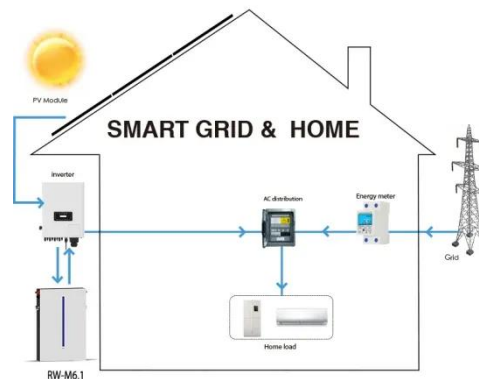 PV Module
SMART GRID & HOME
inverter
AC distribution
Energy meter
Grid
Home load
RW-M6.1